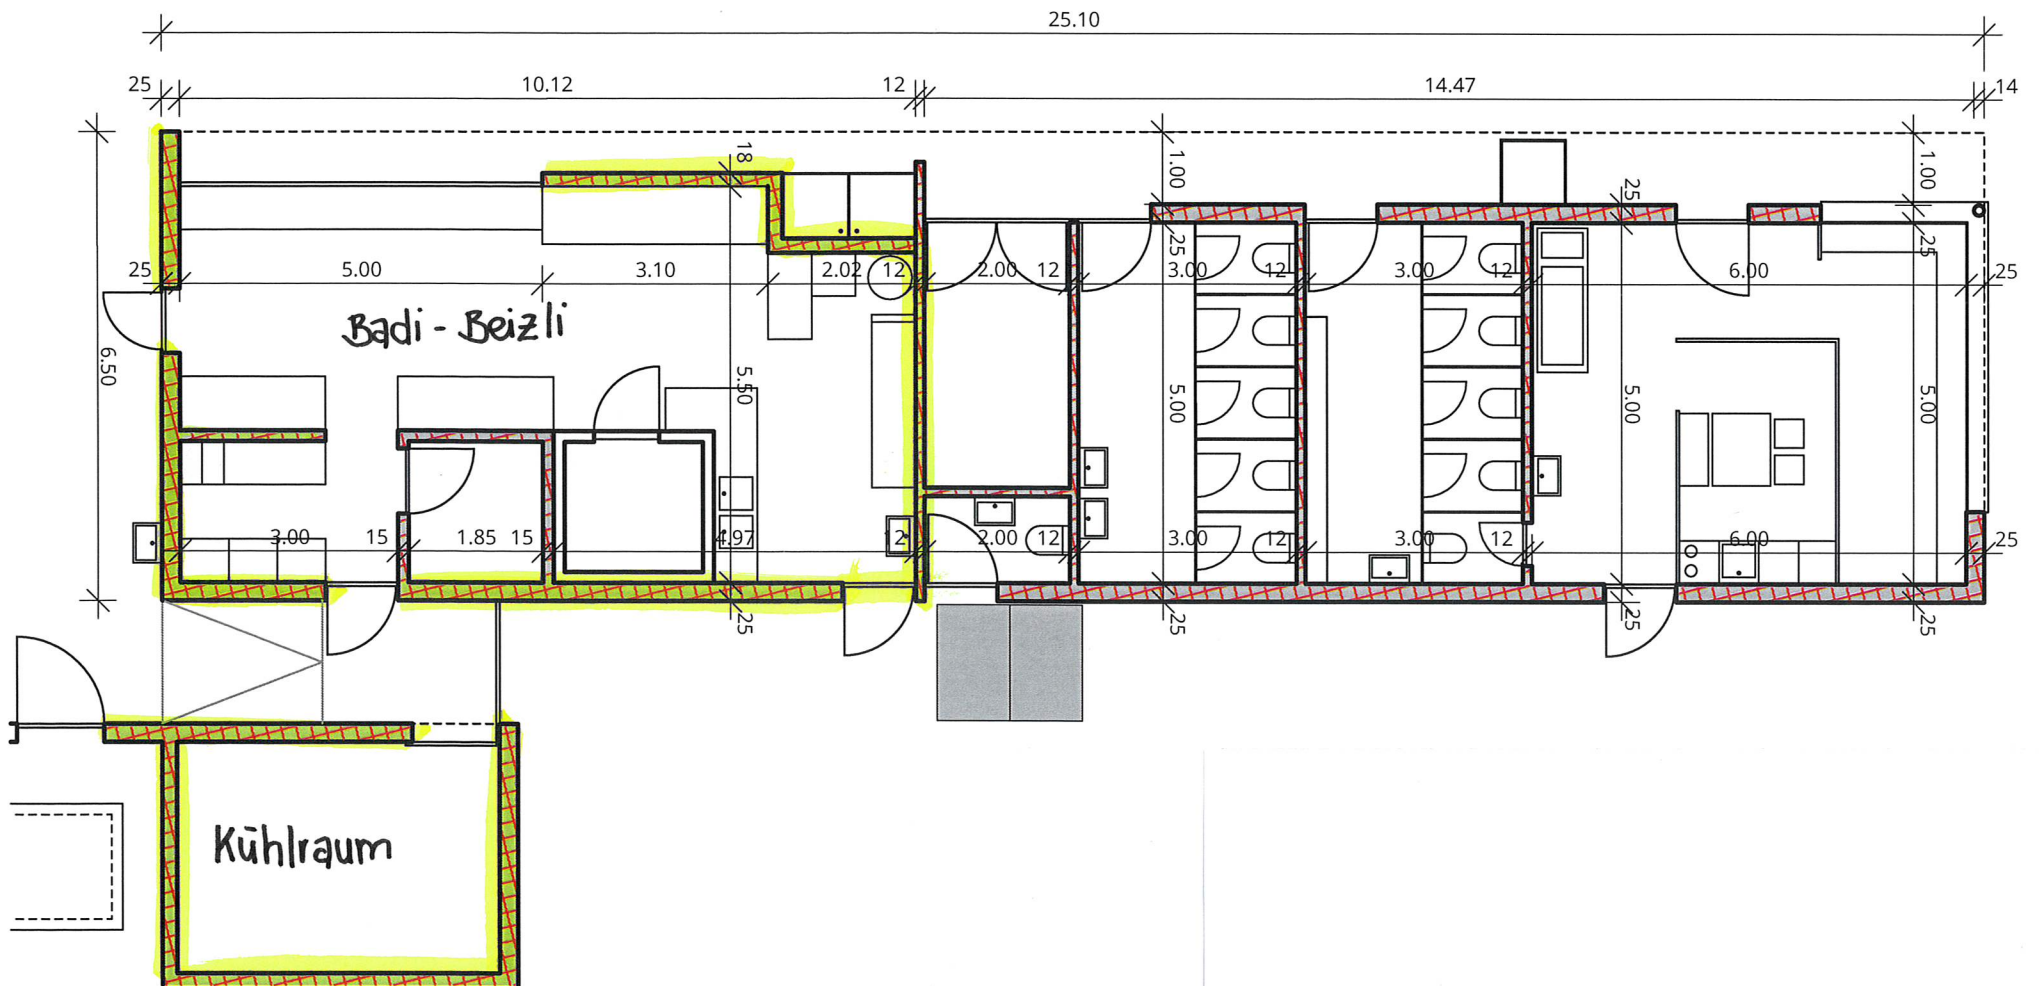 25.10
25 10.12 12 14.47 14
18 1.00 25 1.00
25 5.00 3.10 2.02 12 2.00 12 25 3.00 12 3.00 12 6.00 25 25
Badi - Beizli
6.50 5.50 5.00 5.00 5.00
3.00 15 1.85 15 4.97 12 2.00 12 3.00 12 3.00 12 6.00 25
25 25 25 25
Kühlraum